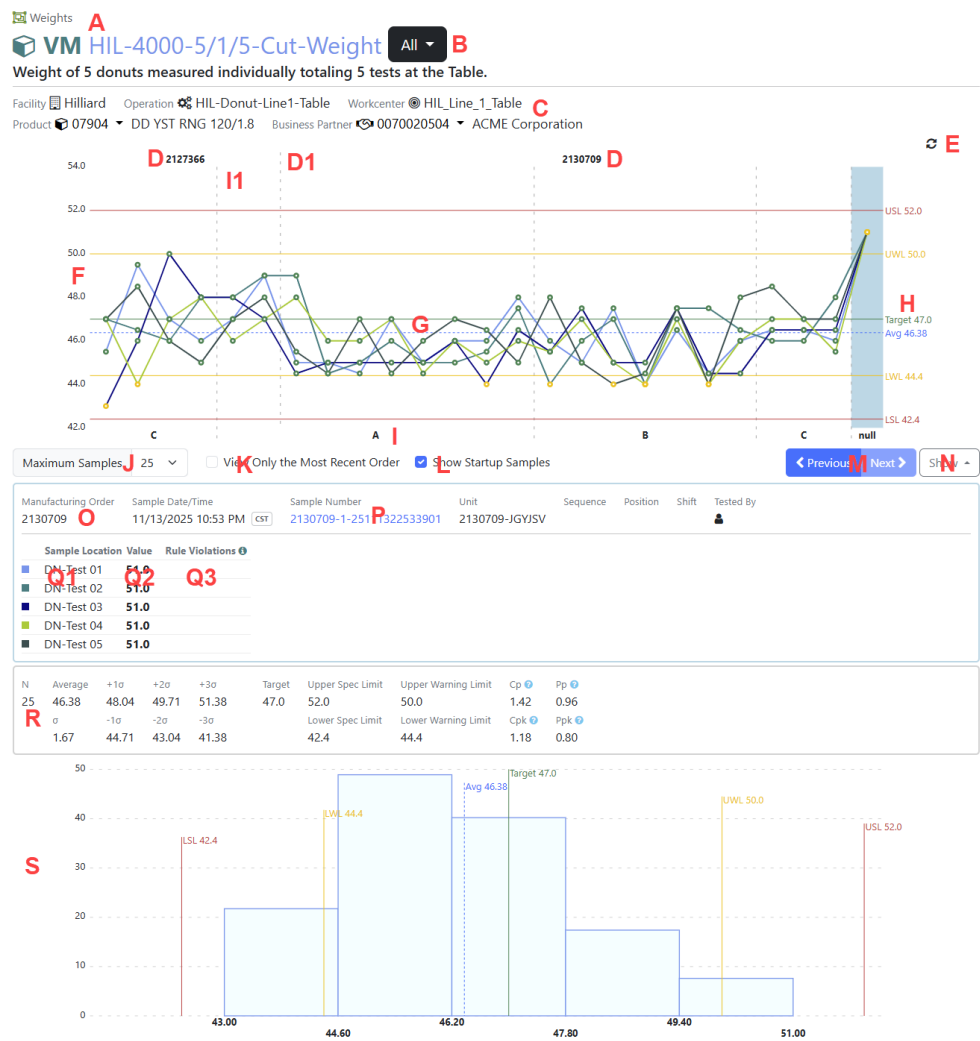 Weights
A
VM HIL-4000-5/1/5-Cut-Weight All B
Weight of 5 donuts measured individually totaling 5 tests at the Table.
Facility Hilliard Operation HIL-Donut-Line1-Table Workcenter HIL_Line_1_Table C
Product 07904 DD YST RNG 120/1.8 Business Partner 0070020504 ACME Corporation
E
D 2127366 D1 2130709 D
54.0
I1
52.0 USL 52.0
50.0 UWL 50.0
F
48.0 H
G Target 47.0
46.0 Avg 46.38
44.0 LWL 44.4
42.0 LSL 42.4
C A I B C null
Maximum Samples J 25 K View Only the Most Recent Order L Show Startup Samples Previous M Next Show N
Manufacturing Order Sample Date/Time Sample Number Unit Sequence Position Shift Tested By
2130709 O 11/13/2025 10:53 PM CST P 2130709-JGYJSV
Sample Location Value Rule Violations
DN-Test 01 51.0
Q1 Q2 Q3
DN-Test 02 51.0
DN-Test 03 51.0
DN-Test 04 51.0
DN-Test 05 51.0
N Average +1σ +2σ +3σ Target Upper Spec Limit Upper Warning Limit Cp Pp
25 46.38 48.04 49.71 51.38 47.0 52.0 50.0 1.42 0.96
R σ -1σ -2σ -3σ Lower Spec Limit Lower Warning Limit Cpk Ppk
1.67 44.71 43.04 41.38 42.4 44.4 1.18 0.80
50 Target 47.0
Avg 46.38
UWL 50.0
40 LWL 44.4
USL 52.0
LSL 42.4
S
30
20
10
0
43.00 46.20 49.40
44.60 47.80 51.00